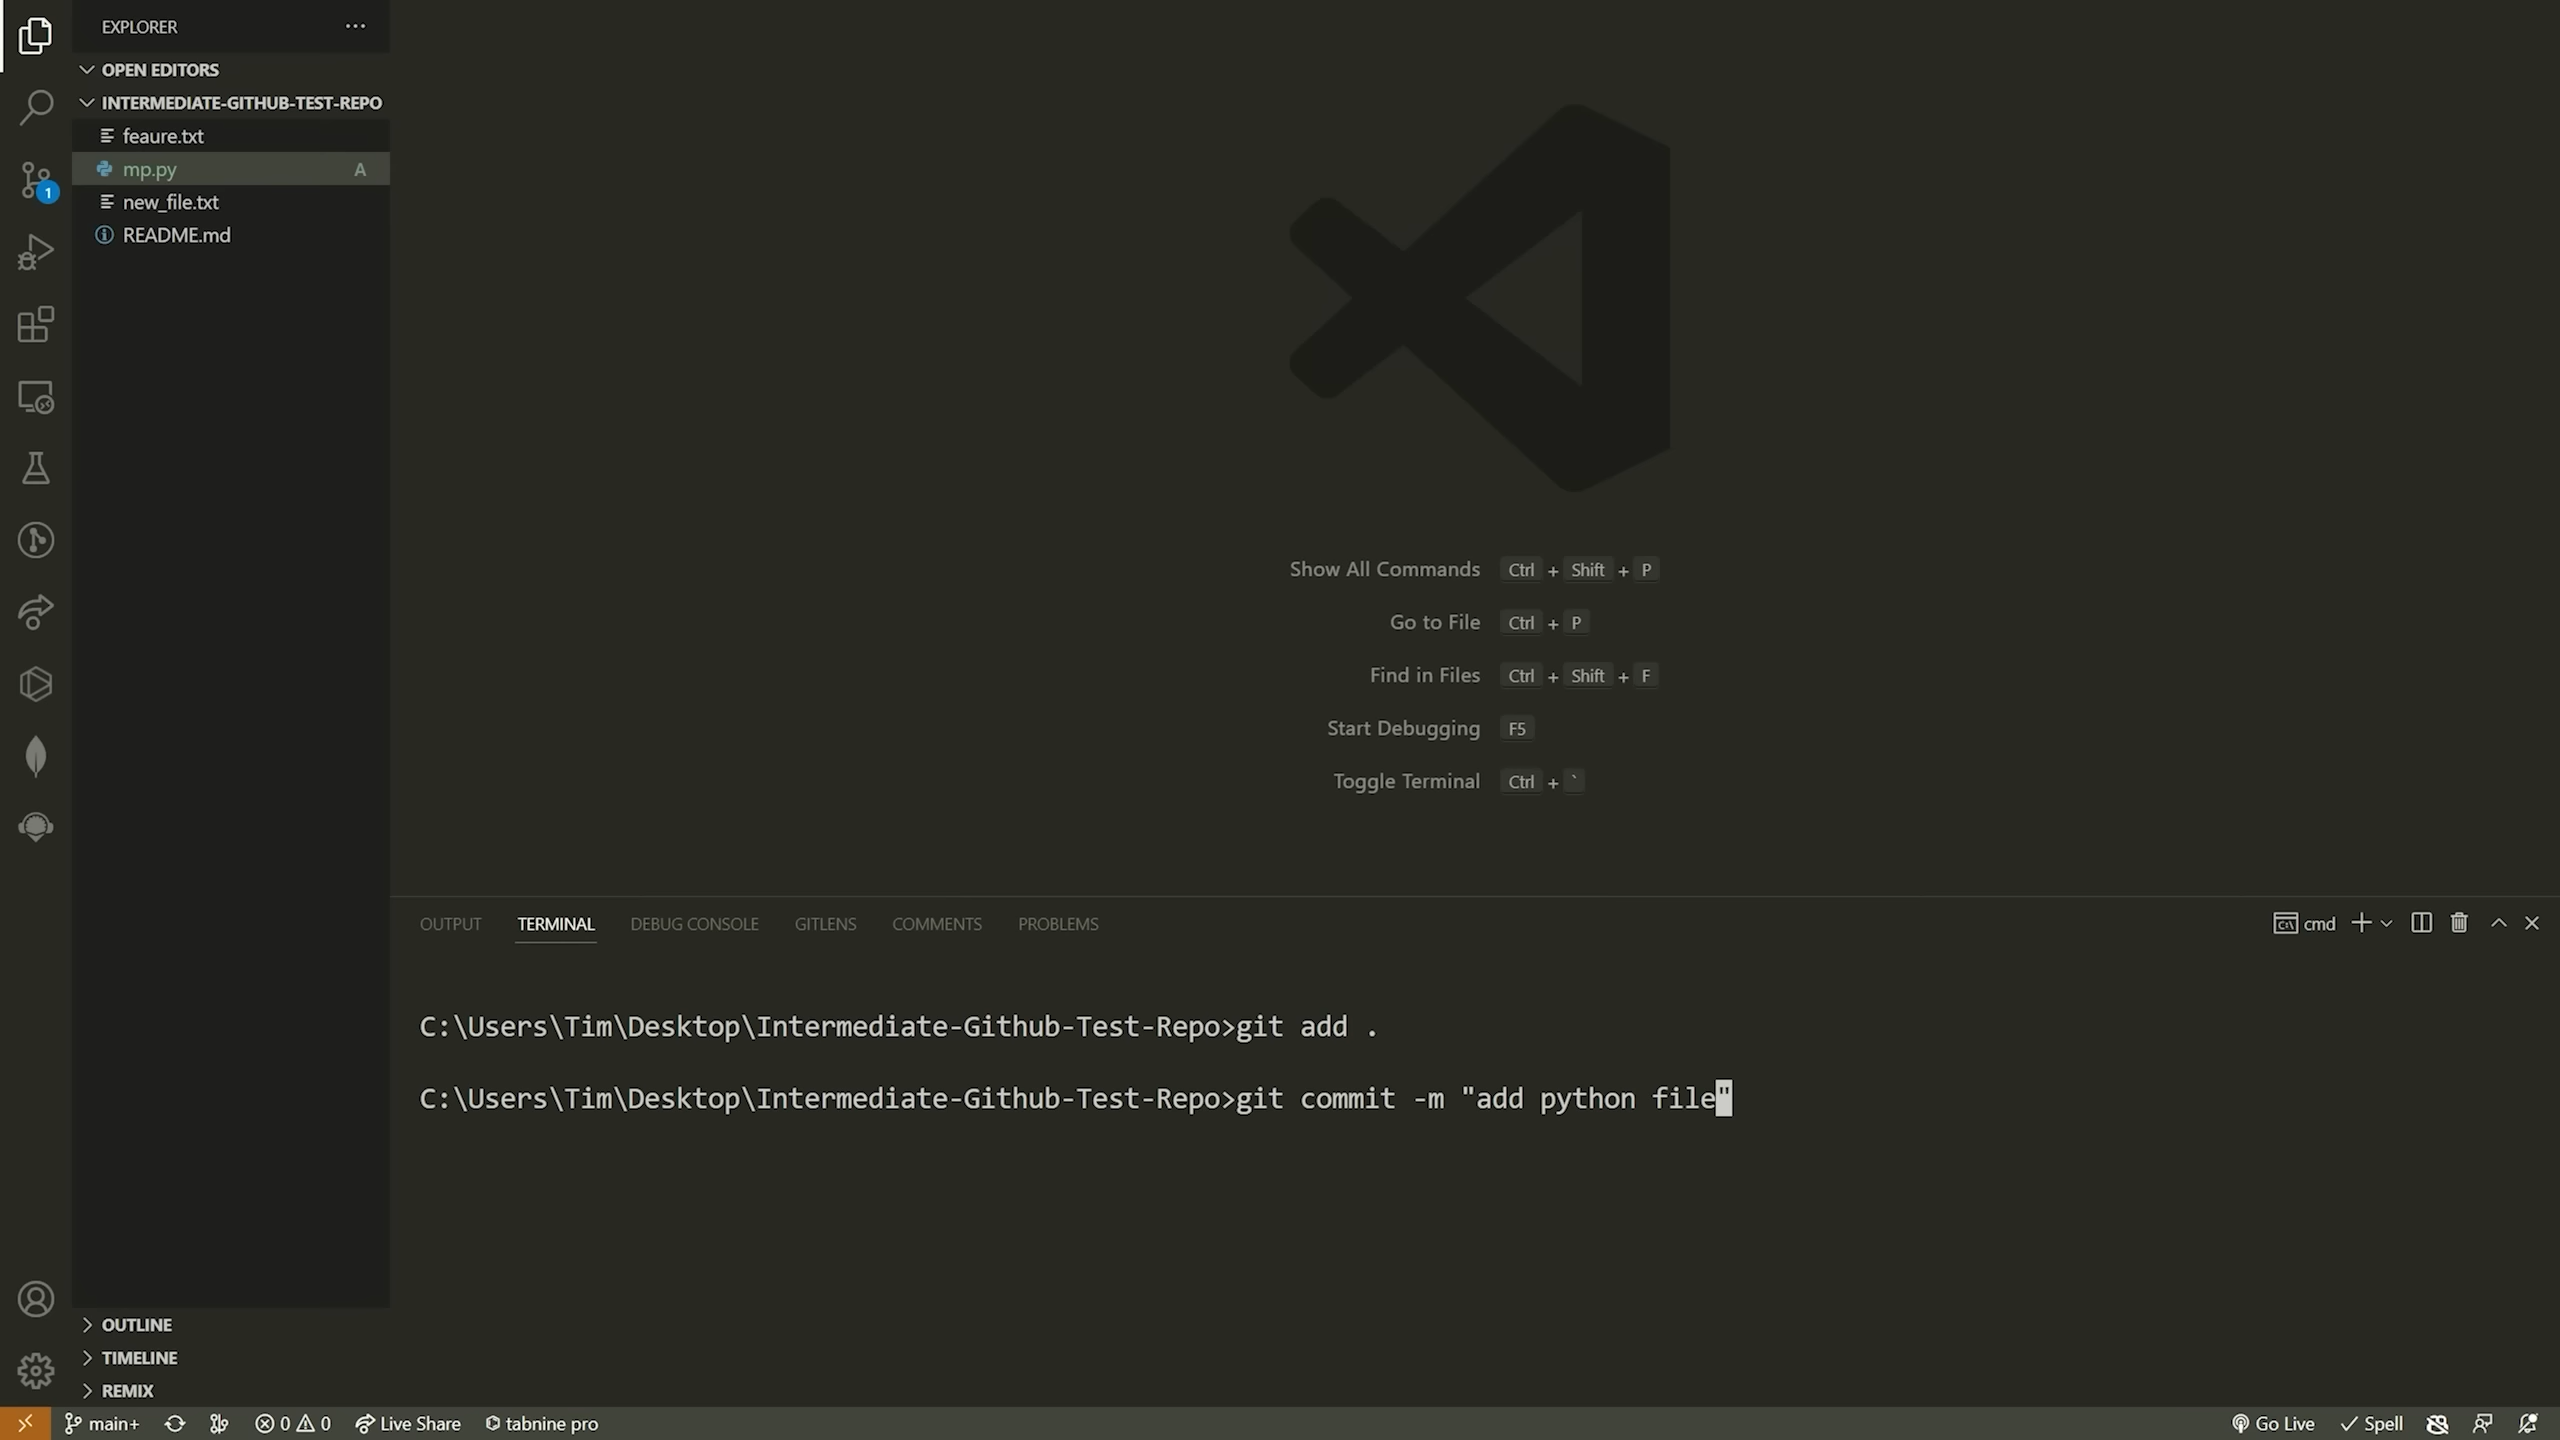 EXPLORER ···
OPEN EDITORS
INTERMEDIATE-GITHUB-TEST-REPO
feaure.txt
mp.py A
1
new_file.txt
README.md
Show All Commands Ctrl + Shift + P
Go to File Ctrl + P
Find in Files Ctrl + Shift + F
Start Debugging F5
Toggle Terminal Ctrl + `
OUTPUT TERMINAL DEBUG CONSOLE GITLENS COMMENTS PROBLEMS cmd
C:\Users\Tim\Desktop\Intermediate-Github-Test-Repo>git add .
C:\Users\Tim\Desktop\Intermediate-Github-Test-Repo>git commit -m "add python file"
OUTLINE
TIMELINE
REMIX
main+ 0 0 Live Share tabnine pro Go Live Spell